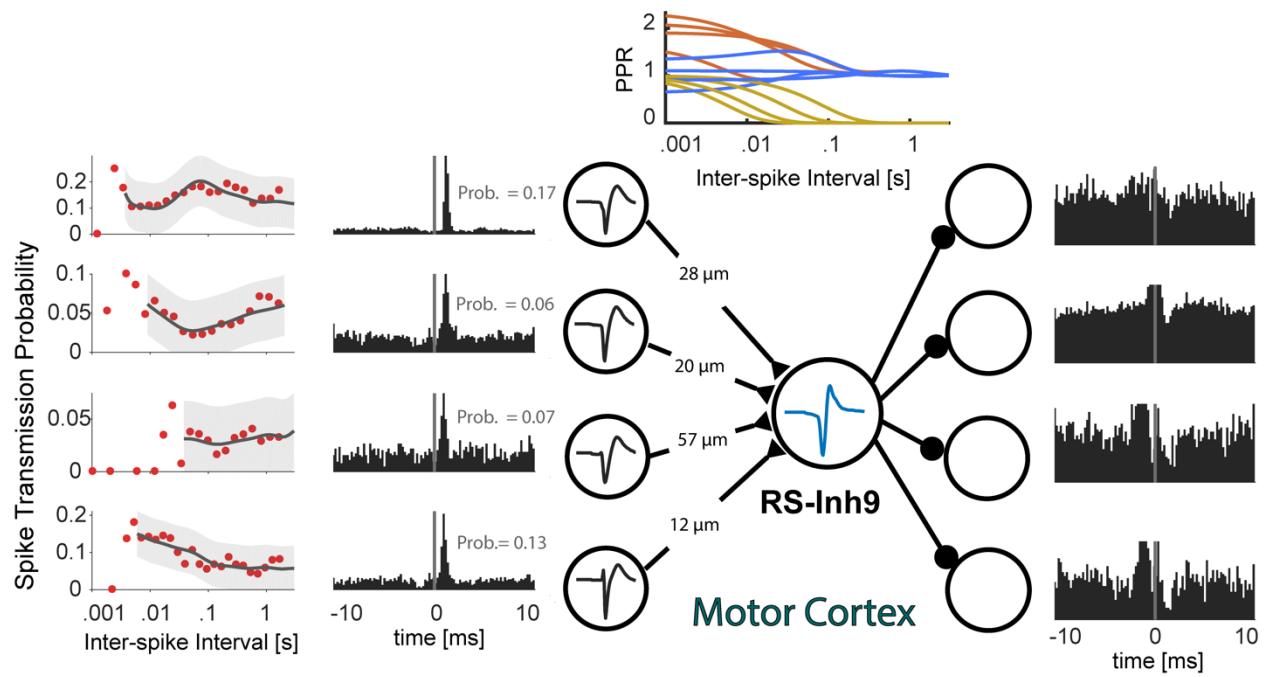 2
1
0
PPR
.001 .01 .1 1
Inter-spike Interval [s]
Spike Transmission Probability
0.2
0.1
0
Prob. = 0.17
28 µm
0.1
0.05
0
Prob. = 0.06
20 µm
0.05
0
Prob. = 0.07
57 µm
RS-Inh9
0.2
0.1
0
Prob.= 0.13
12 µm
Motor Cortex
.001 .01 .1 1
Inter-spike Interval [s]
-10 0 10
time [ms]
-10 0 10
time [ms]